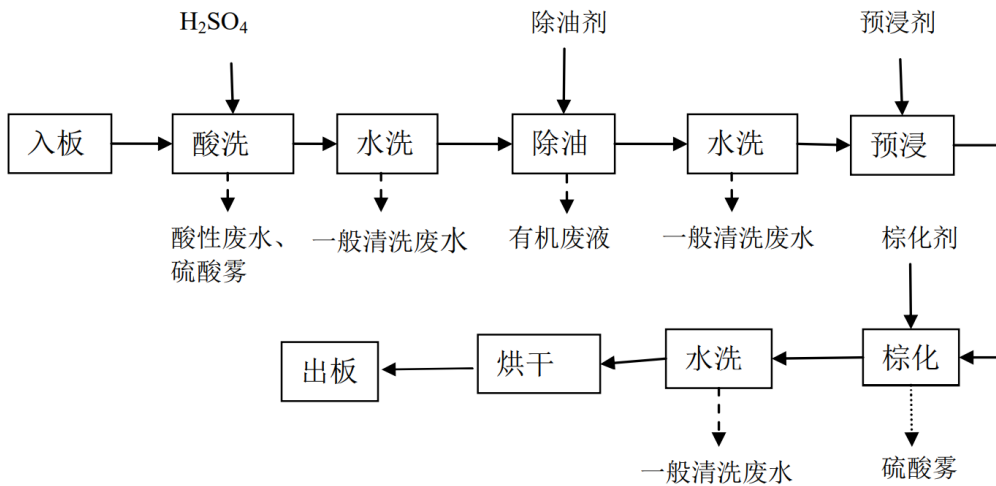 H₂SO₄
除油剂
预浸剂
入板
酸洗
水洗
除油
水洗
预浸
酸性废水、
硫酸雾
一般清洗废水
有机废液
一般清洗废水
棕化剂
出板
烘干
水洗
棕化
一般清洗废水
硫酸雾